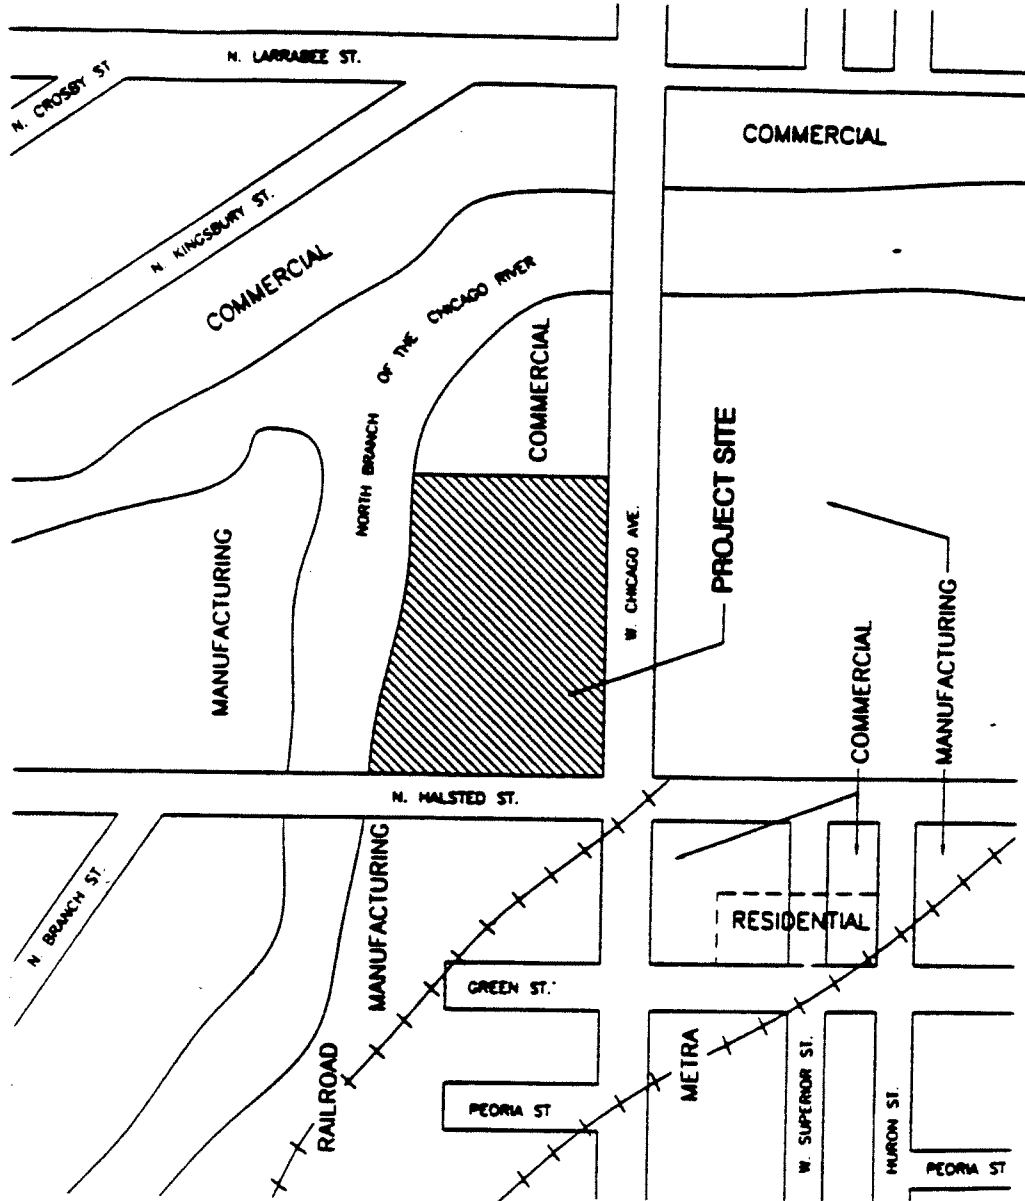 N. LARRABEE ST.
N. CROSBY ST
COMMERCIAL
N. KINGSBURY ST.
COMMERCIAL
NORTH BRANCH OF THE CHICAGO RIVER
COMMERCIAL
PROJECT SITE
W. CHICAGO AVE.
MANUFACTURING
MANUFACTURING
COMMERCIAL
N. HALSTED ST.
N. BRANCH ST.
MANUFACTURING
RESIDENTIAL
GREEN ST.
RAILROAD
METRA
PEORIA ST
W. SUPERIOR ST.
HURON ST.
PEORIA ST